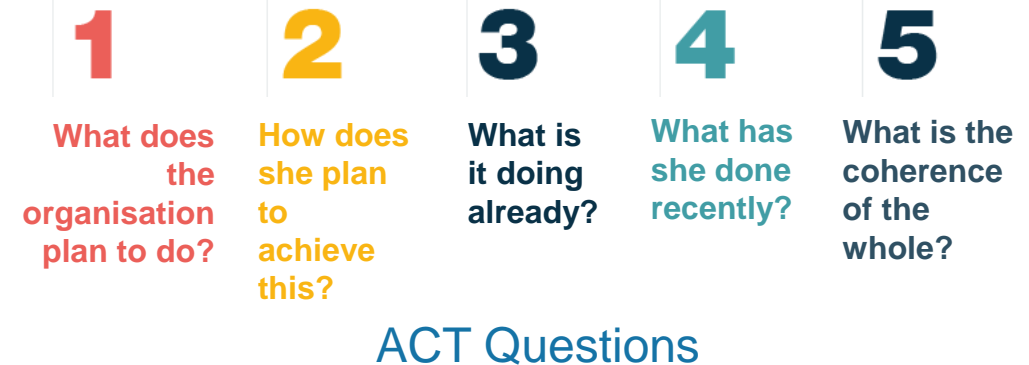 1
What does
the
organisation
plan to do?
2
How does
she plan
to
achieve
this?
3
What is
it doing
already?
4
What has
she done
recently?
5
What is the
coherence
of the
whole?
ACT Questions